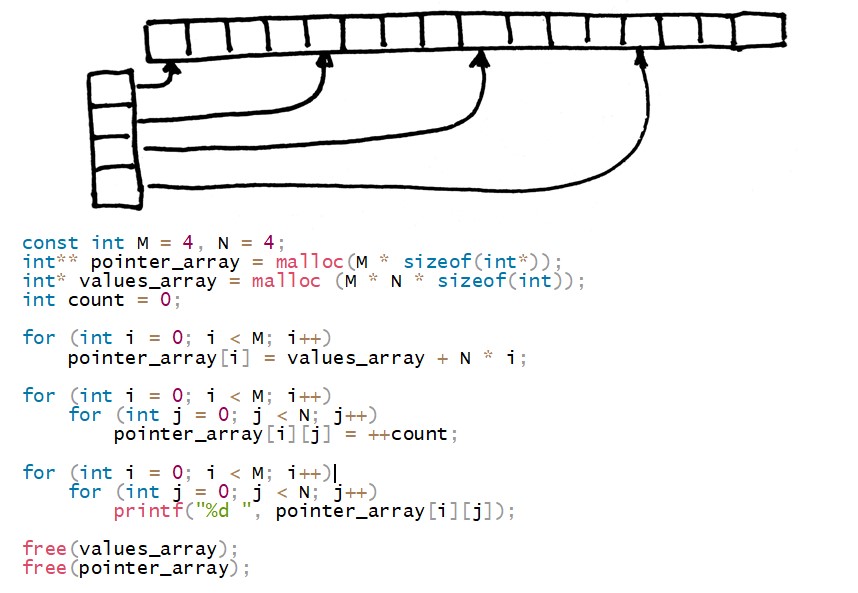 const int M = 4, N = 4;
int** pointer_array = malloc(M * sizeof(int*));
int* values_array = malloc (M * N * sizeof(int));
int count = 0;
for (int i = 0; i < M; i++)
pointer_array[i] = values_array + N * i;
for (int i = 0; i < M; i++)
for (int j = 0; j < N; j++)
pointer_array[i][j] = ++count;
for (int i = 0; i < M; i++)
for (int j = 0; j < N; j++)
printf("%d ", pointer_array[i][j]);
free(values_array);
free(pointer_array);